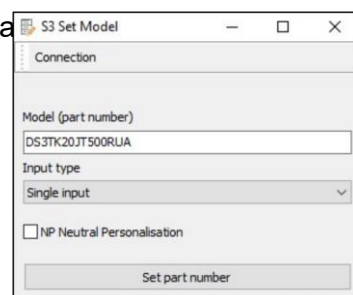 a
S3 Set Model
Connection
Model (part number)
DS3TK20JT500RUA
Input type
Single input
NP Neutral Personalisation
Set part number